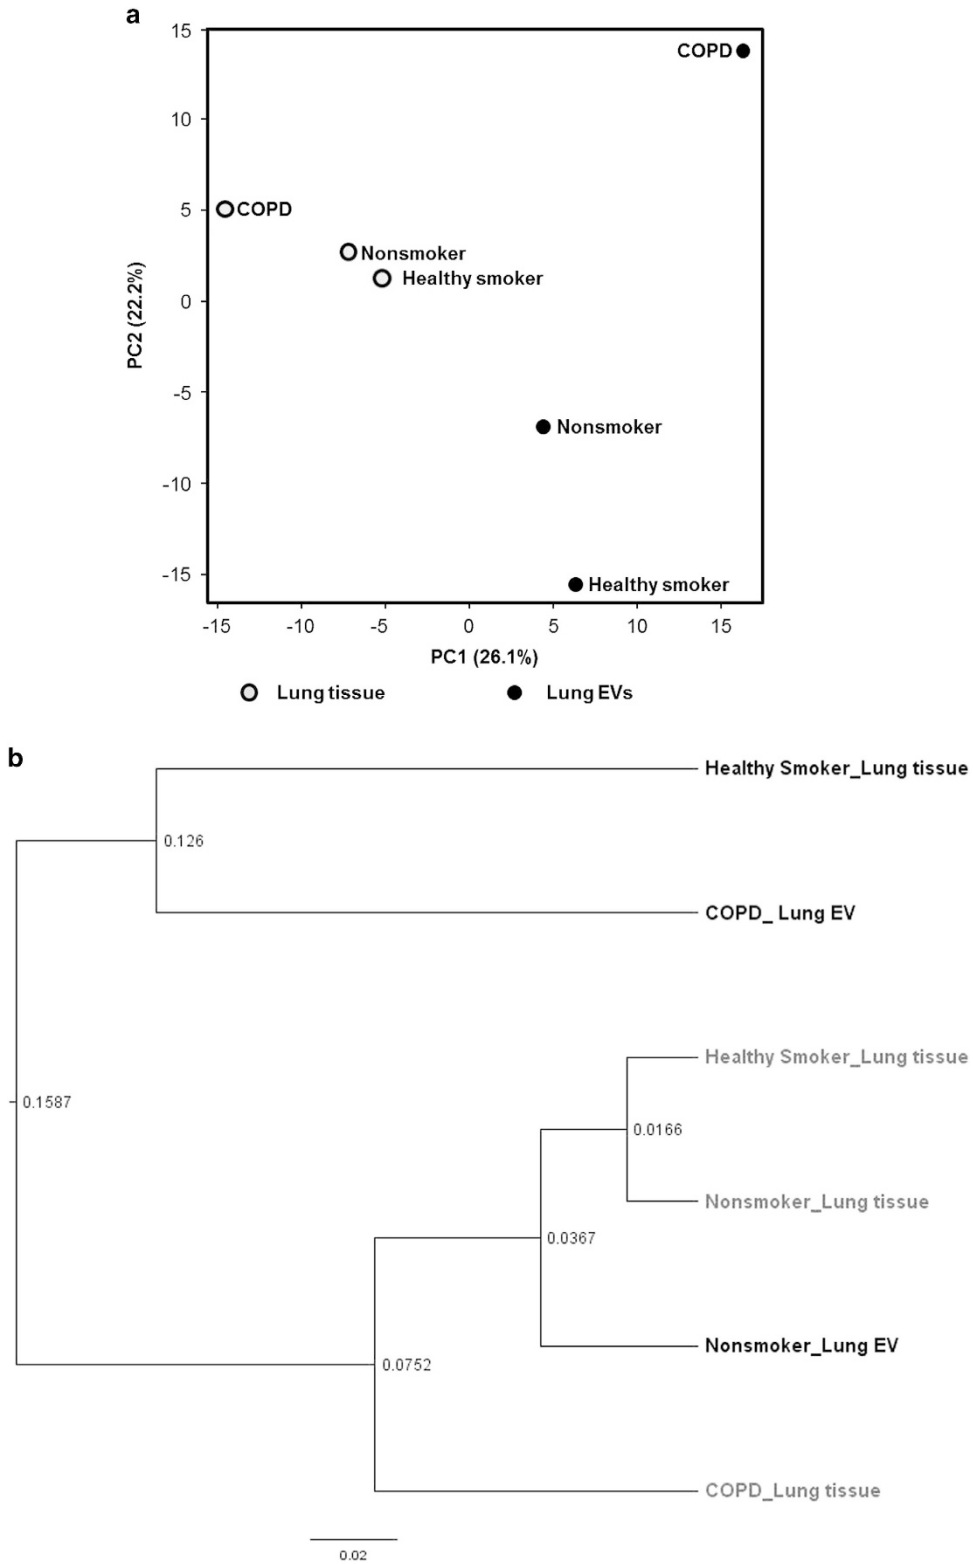 a
15
10
5
0
-5
-10
-15
PC2 (22.2%)
COPD
COPD
Nonsmoker
Healthy smoker
Nonsmoker
Healthy smoker
-15 -10 -5 0 5 10 15
PC1 (26.1%)
Lung tissue Lung EVs
b
Healthy Smoker_Lung tissue
0.126
COPD_ Lung EV
Healthy Smoker_Lung tissue
0.1587
0.0166
Nonsmoker_Lung tissue
0.0367
Nonsmoker_Lung EV
0.0752
COPD_Lung tissue
0.02